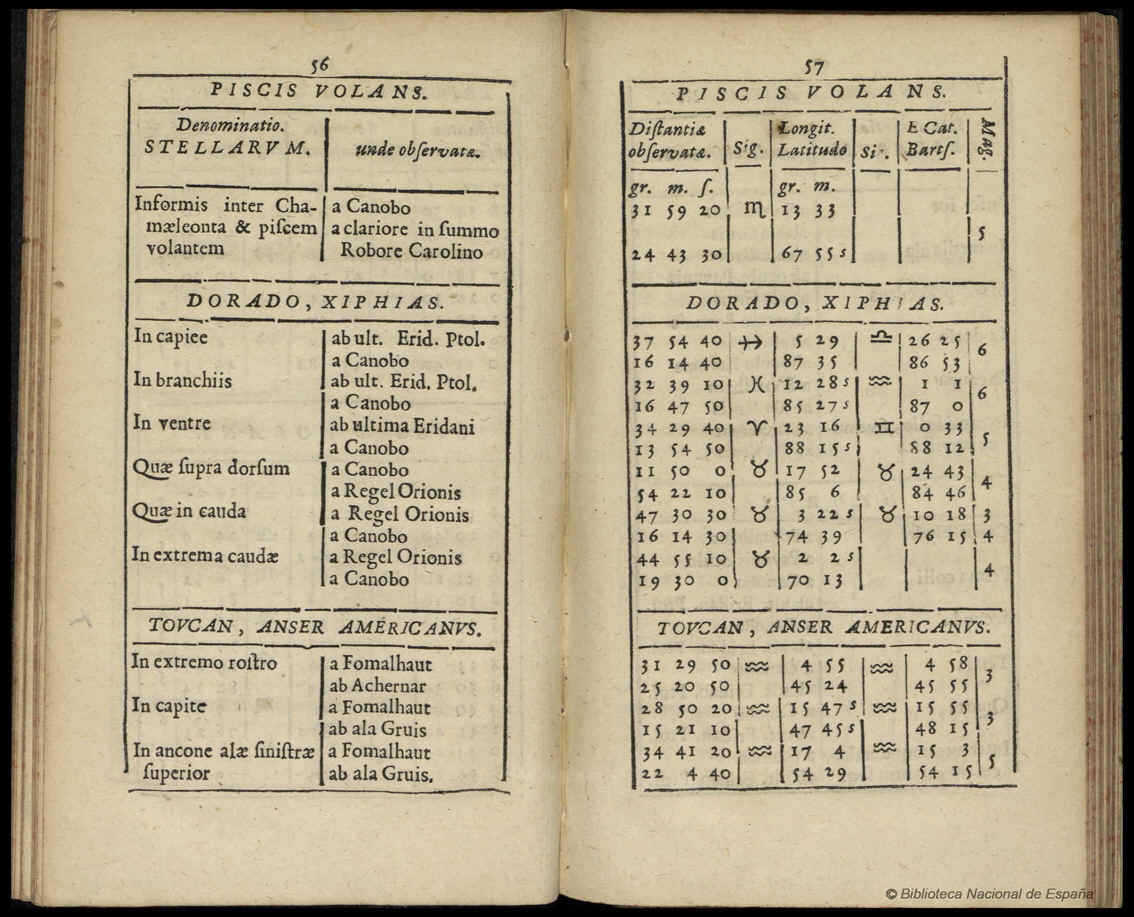 56
PISCIS VOLANS.
Denominatio.
STELLARVM. unde observatæ.
Informis inter Cha- a Canobo
mæleonta & piscem a clariore in summo
volantem Robore Carolino
DORADO, XIPHIAS.
In capiee ab ult. Erid. Ptol.
a Canobo
In branchiis ab ult. Erid. Ptol.
a Canobo
In ventre ab ultima Eridani
a Canobo
Quæ supra dorsum a Canobo
a Regel Orionis
Quæ in cauda a Regel Orionis
a Canobo
In extrema caudæ a Regel Orionis
a Canobo
TOVCAN, ANSER AMERICANVS.
In extremo rostro a Fomalhaut
ab Achernar
In capite a Fomalhaut
ab ala Gruis
In ancone alæ sinistræ a Fomalhaut
superior ab ala Gruis.
57
PISCIS VOLANS.
Distantiæ Longit. E Cat. Mag.
observatæ. Sig. Latitudo Si . Bartſ.
gr. m. ſ. gr. m.
31 59 20 ♏ 13 33
5
24 43 30 67 55 s
DORADO, XIPHIAS.
37 54 40 ♐ 5 29 ♎ 26 25 6
16 14 40 87 35 86 53
32 39 10 ♓ 12 28 s ♒ 1 1 6
16 47 50 85 27 s 87 0
34 29 40 ♈ 23 16 ♊ 0 33 5
13 54 50 88 15 s 88 12
11 50 0 ♉ 17 52 ♉ 24 43 4
54 22 10 85 6 84 46
47 30 30 ♉ 3 22 s ♉ 10 18 3
16 14 30 74 39 76 15 4
44 55 10 ♉ 2 2 s 4
19 30 0 70 13
TOVCAN, ANSER AMERICANVS.
31 29 50 ♒ 4 55 ♒ 4 58 3
25 20 50 45 24 45 55
28 50 20 ♒ 15 47 s ♒ 15 55 3
15 21 10 47 45 s 48 15
34 41 20 ♒ 17 4 ♒ 15 3 5
22 4 40 54 29 54 15
© Biblioteca Nacional de España